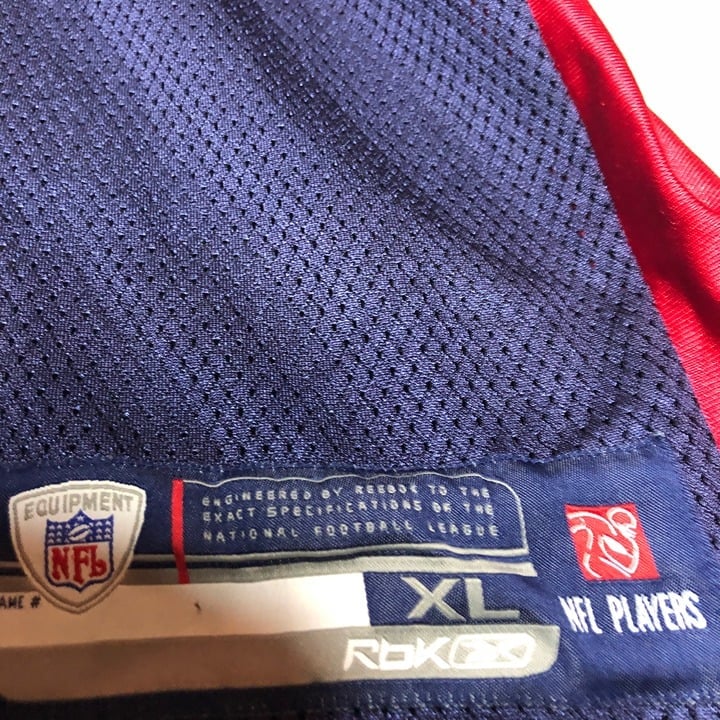 EQUIPMENT
NFL
ENGINEERED BY REEBOK TO THE
EXACT SPECIFICATIONS OF THE
NATIONAL FOOTBALL LEAGUE
AME #
XL
RbK
NFL PLAYERS